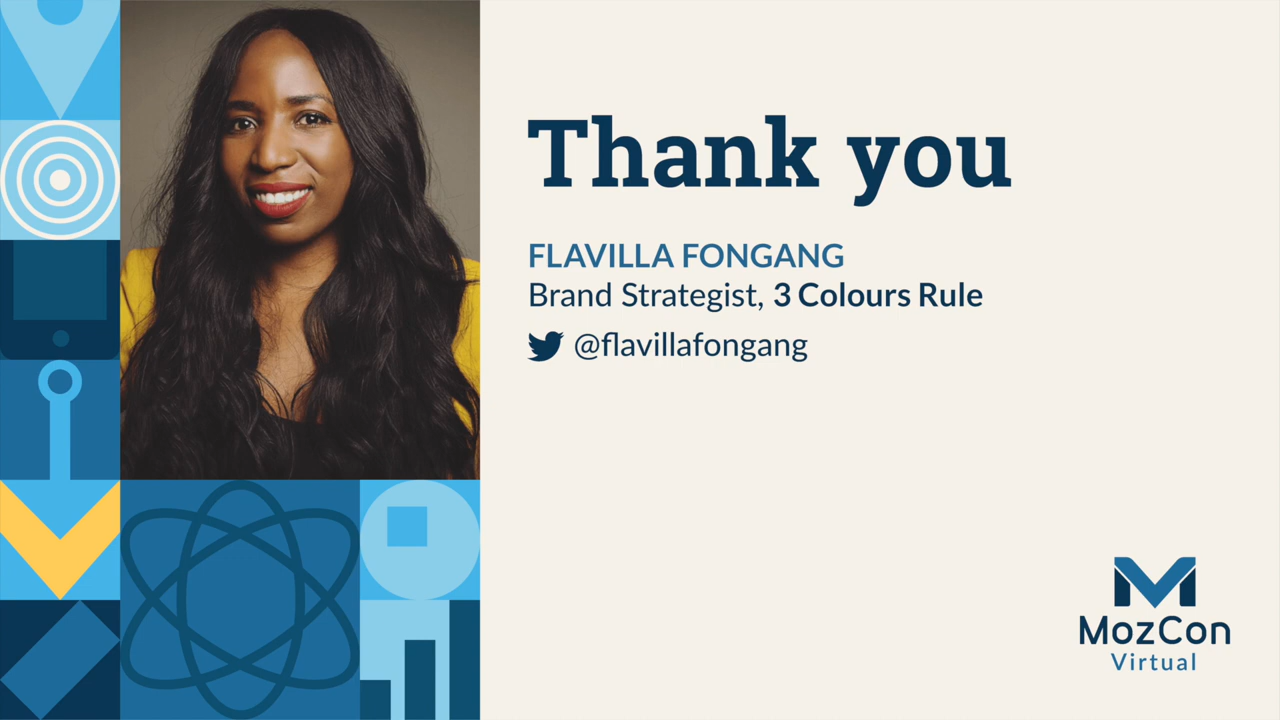 Thank you
FLAVILLA FONGANG
Brand Strategist, 3 Colours Rule
@flavillafongang
MozCon
Virtual